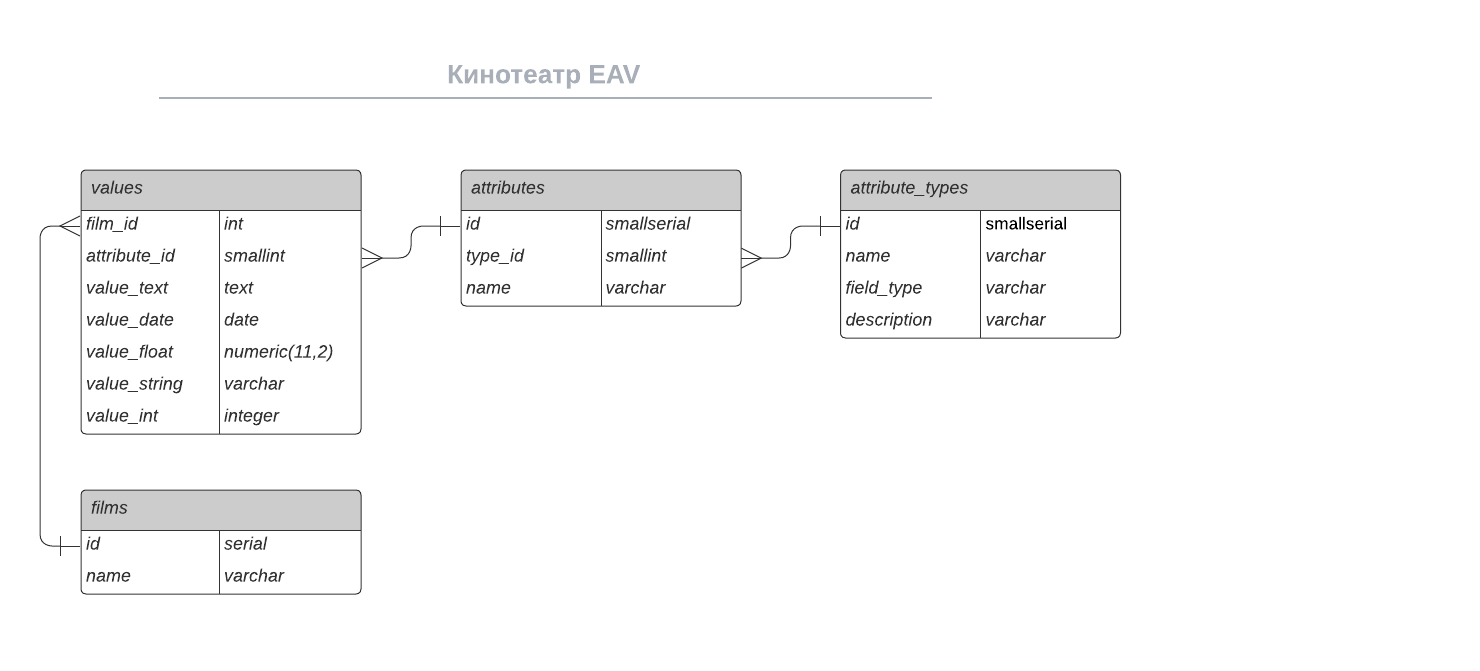 Кинотеатр EAV
values
film_id int
attribute_id smallint
value_text text
value_date date
value_float numeric(11,2)
value_string varchar
value_int integer
attributes
id smallserial
type_id smallint
name varchar
attribute_types
id smallserial
name varchar
field_type varchar
description varchar
films
id serial
name varchar